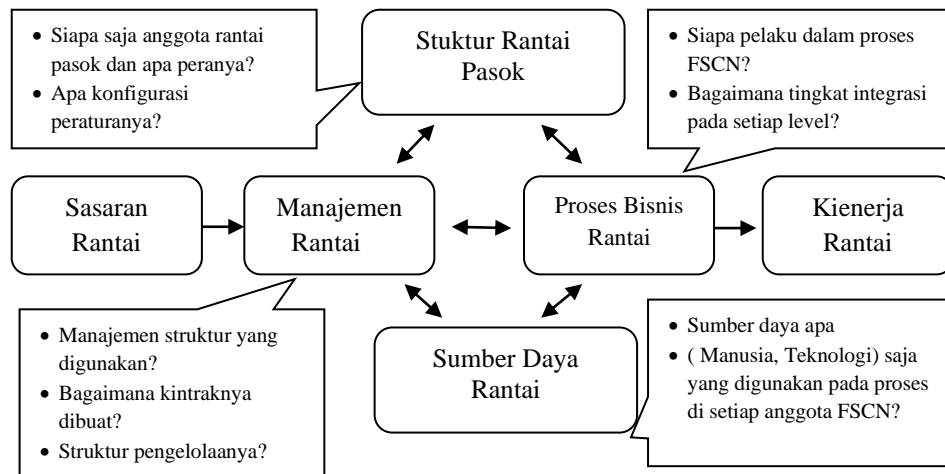 • Siapa saja anggota rantai
pasok dan apa peranya?
• Apa konfigurasi
peraturanya?
Stuktur Rantai
Pasok
• Siapa pelaku dalam proses
FSCN?
• Bagaimana tingkat integrasi
pada setiap level?
Sasaran
Rantai
Manajemen
Rantai
Proses Bisnis
Rantai
Kienerja
Rantai
• Manajemen struktur yang
digunakan?
• Bagaimana kintraknya
dibuat?
• Struktur pengelolaanya?
Sumber Daya
Rantai
• Sumber daya apa
• ( Manusia, Teknologi) saja
yang digunakan pada proses
di setiap anggota FSCN?